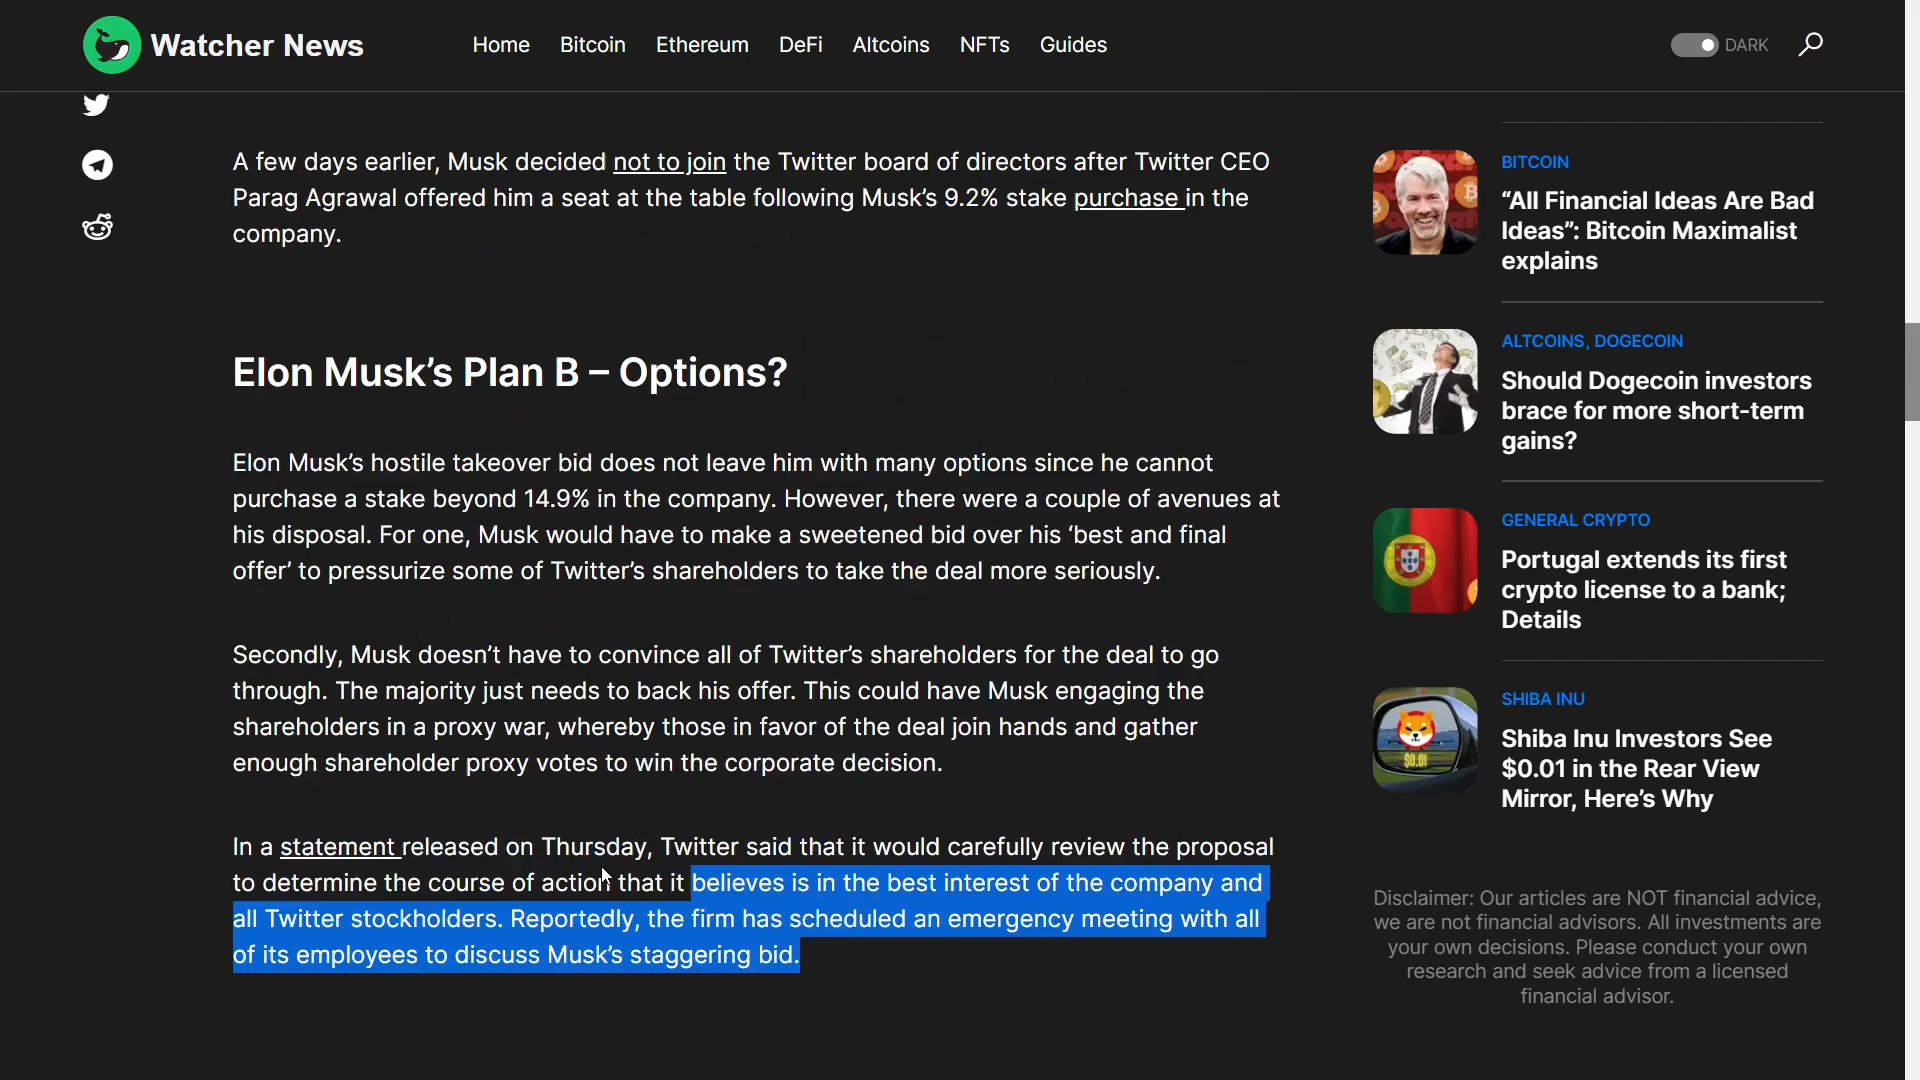 Watcher News
Home Bitcoin Ethereum DeFi Altcoins NFTs Guides
DARK
A few days earlier, Musk decided not to join the Twitter board of directors after Twitter CEO
Parag Agrawal offered him a seat at the table following Musk’s 9.2% stake purchase in the
company.
Elon Musk’s Plan B – Options?
Elon Musk’s hostile takeover bid does not leave him with many options since he cannot
purchase a stake beyond 14.9% in the company. However, there were a couple of avenues at
his disposal. For one, Musk would have to make a sweetened bid over his ‘best and final
offer’ to pressurize some of Twitter’s shareholders to take the deal more seriously.
Secondly, Musk doesn’t have to convince all of Twitter’s shareholders for the deal to go
through. The majority just needs to back his offer. This could have Musk engaging the
shareholders in a proxy war, whereby those in favor of the deal join hands and gather
enough shareholder proxy votes to win the corporate decision.
In a statement released on Thursday, Twitter said that it would carefully review the proposal
to determine the course of action that it believes is in the best interest of the company and
all Twitter stockholders. Reportedly, the firm has scheduled an emergency meeting with all
of its employees to discuss Musk’s staggering bid.
BITCOIN
“All Financial Ideas Are Bad
Ideas”: Bitcoin Maximalist
explains
ALTCOINS, DOGECOIN
Should Dogecoin investors
brace for more short-term
gains?
GENERAL CRYPTO
Portugal extends its first
crypto license to a bank;
Details
$0.01
SHIBA INU
Shiba Inu Investors See
$0.01 in the Rear View
Mirror, Here’s Why
Disclaimer: Our articles are NOT financial advice,
we are not financial advisors. All investments are
your own decisions. Please conduct your own
research and seek advice from a licensed
financial advisor.